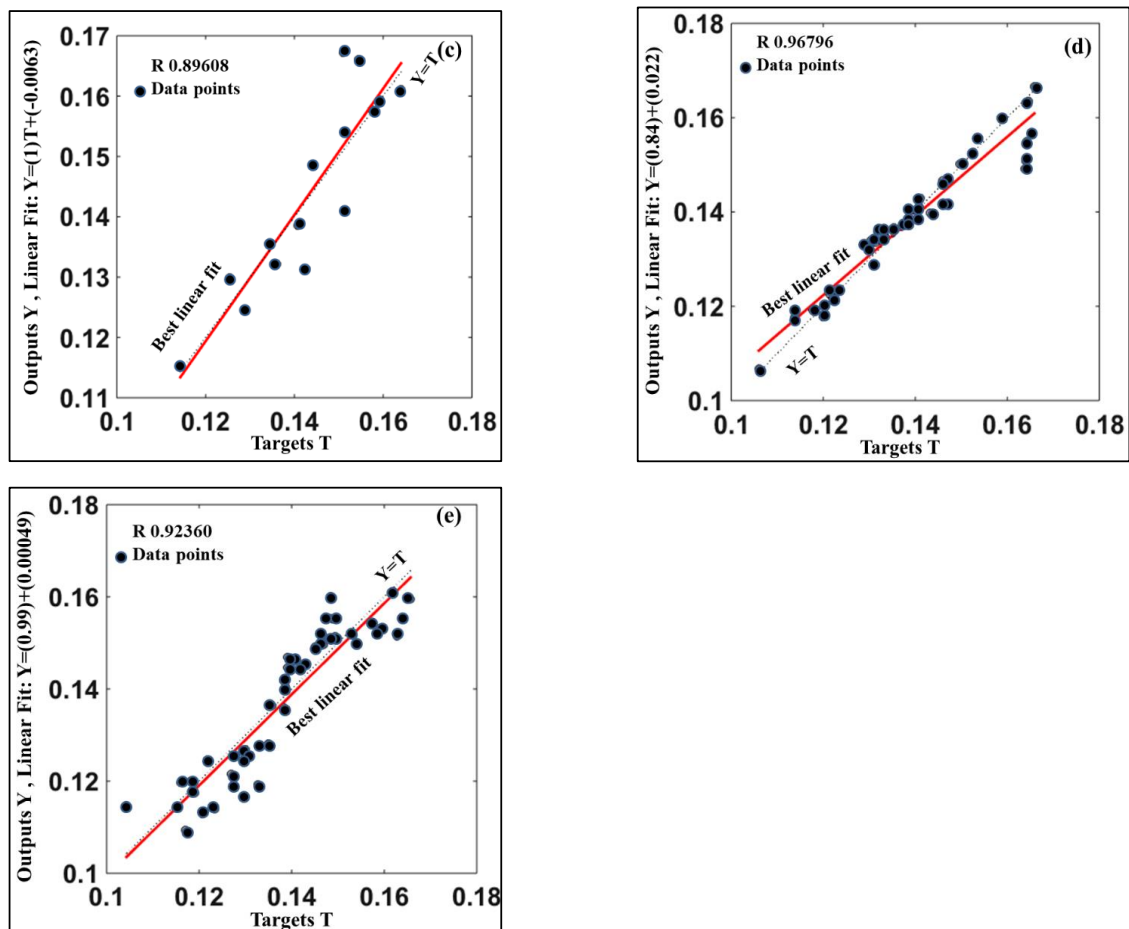 (c)
R 0.89608
Data points
Y=T
Best linear fit
Outputs Y , Linear Fit: Y=(1)T+(-0.0063)
0.17
0.16
0.15
0.14
0.13
0.12
0.11
0.1 0.12 0.14 0.16 0.18
Targets T
(d)
R 0.96796
Data points
Best linear fit
Y=T
Outputs Y , Linear Fit: Y=(0.84)+(0.022)
0.18
0.16
0.14
0.12
0.1
0.1 0.12 0.14 0.16 0.18
Targets T
(e)
R 0.92360
Data points
Y=T
Best linear fit
Outputs Y , Linear Fit: Y=(0.99)+(0.00049)
0.18
0.16
0.14
0.12
0.1
0.1 0.12 0.14 0.16 0.18
Targets T